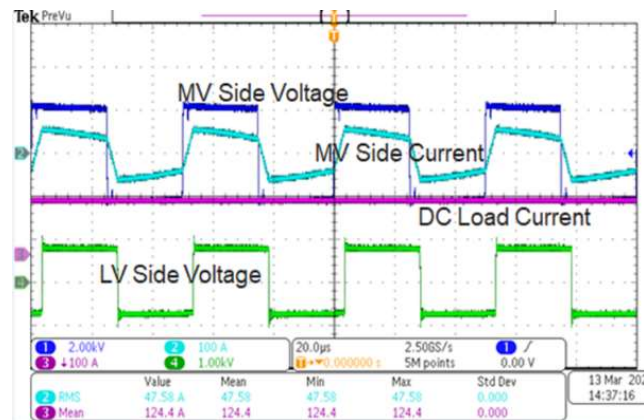 Tek PreVu
MV Side Voltage
MV Side Current
DC Load Current
LV Side Voltage
1 2.00kV 2 100 A 20.0µs 2.50GS/s 1
3 ↓100 A 4 1.00kV T→▼0.000000 s 5M points 0.00 V
Value Mean Min Max Std Dev
2 RMS 47.58 A 47.58 47.58 47.58 0.000
3 Mean 124.4 A 124.4 124.4 124.4 0.000
13 Mar 20
14:37:16